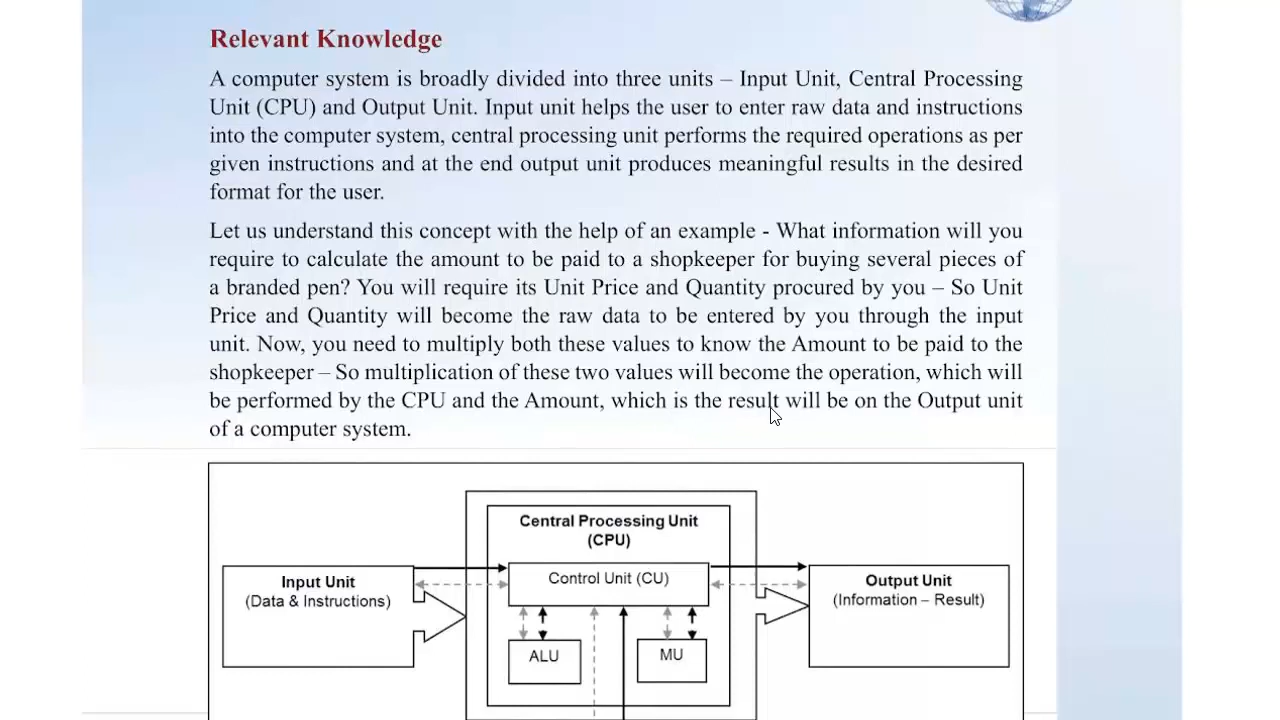 Relevant Knowledge
A computer system is broadly divided into three units – Input Unit, Central Processing
Unit (CPU) and Output Unit. Input unit helps the user to enter raw data and instructions
into the computer system, central processing unit performs the required operations as per
given instructions and at the end output unit produces meaningful results in the desired
format for the user.
Let us understand this concept with the help of an example - What information will you
require to calculate the amount to be paid to a shopkeeper for buying several pieces of
a branded pen? You will require its Unit Price and Quantity procured by you – So Unit
Price and Quantity will become the raw data to be entered by you through the input
unit. Now, you need to multiply both these values to know the Amount to be paid to the
shopkeeper – So multiplication of these two values will become the operation, which will
be performed by the CPU and the Amount, which is the result will be on the Output unit
of a computer system.
Central Processing Unit
(CPU)
Input Unit
(Data & Instructions)
Control Unit (CU)
Output Unit
(Information – Result)
ALU
MU